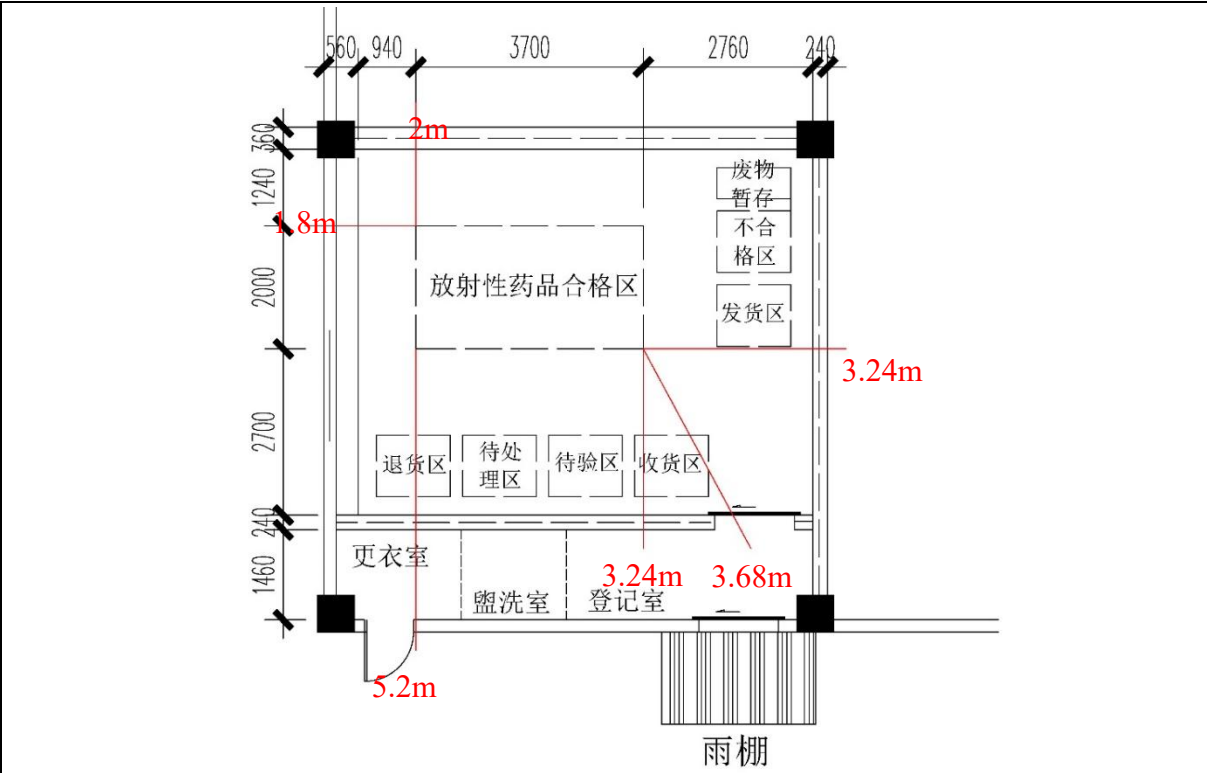 560 940 3700 2760 240
360
2m
1240
废物
暂存
1.8m
不合
格区
2000
放射性药品合格区
发货区
3.24m
2700
退货区
待处
理区
待验区
收货区
240
更衣室
1460
3.24m
3.68m
盥洗室
登记室
5.2m
雨棚